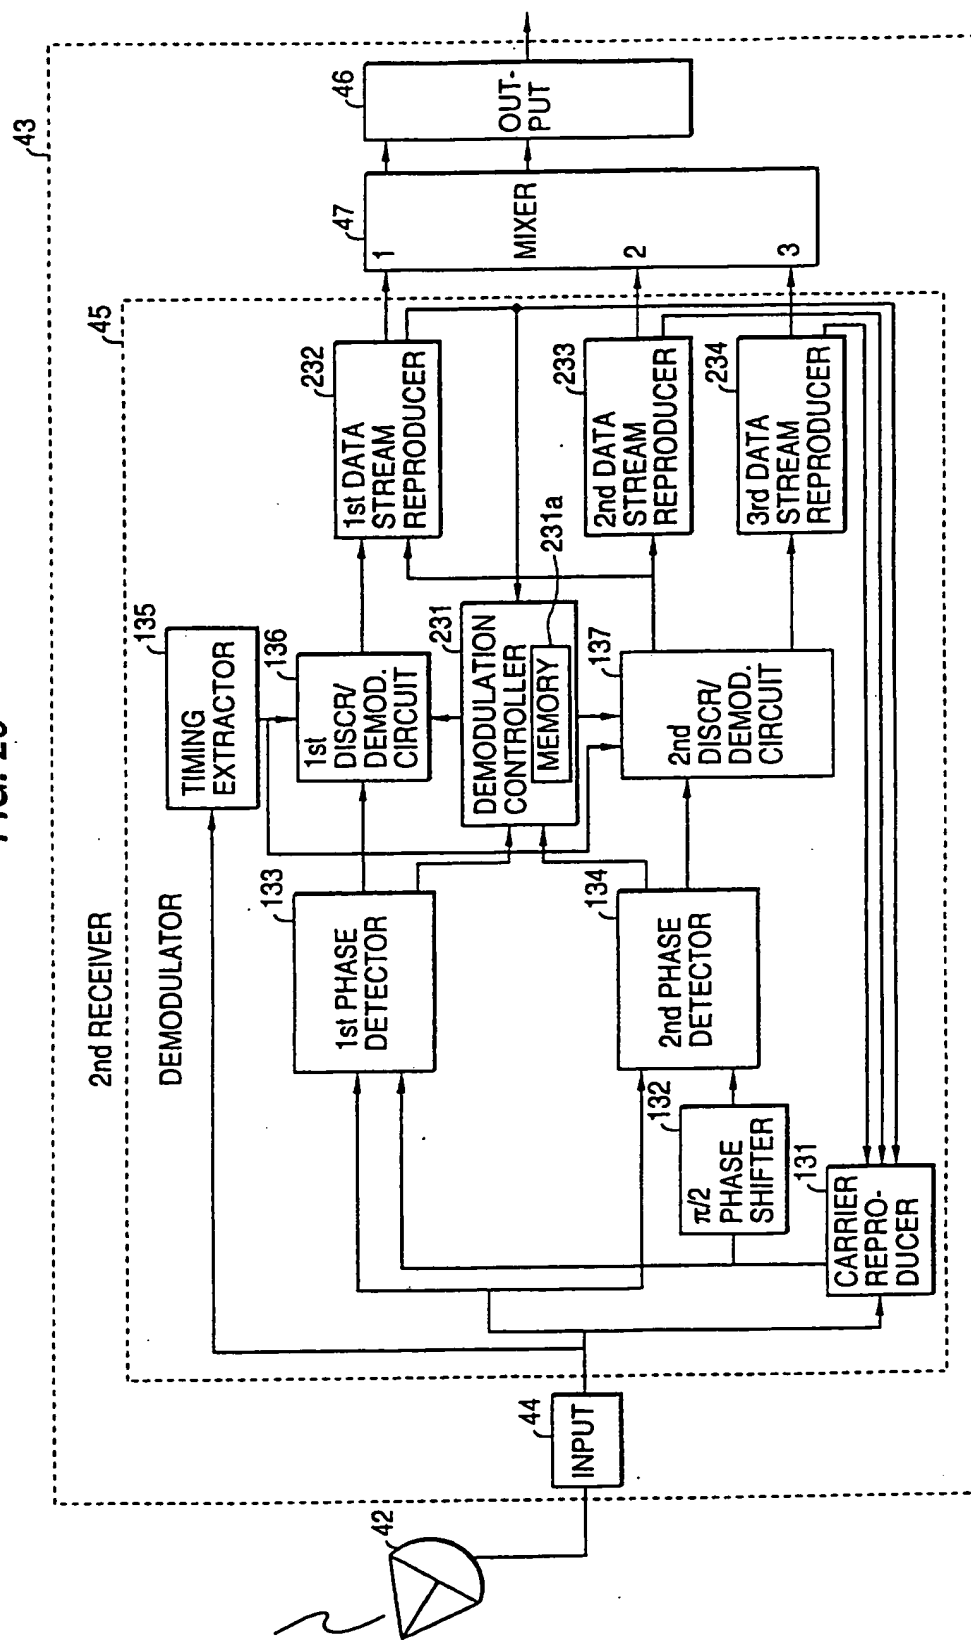 43
2nd RECEIVER
45
DEMODULATOR
42
44
INPUT
135
TIMING
EXTRACTOR
133
1st PHASE
DETECTOR
136
1st
DISCR/
DEMOD.
CIRCUIT
232
1st DATA
STREAM
REPRODUCER
47
1
MIXER
2
3
46
OUT-
PUT
231
DEMODULATION
CONTROLLER
MEMORY
231a
134
2nd PHASE
DETECTOR
137
2nd
DISCR/
DEMOD.
CIRCUIT
233
2nd DATA
STREAM
REPRODUCER
132
π/2
PHASE
SHIFTER
234
3rd DATA
STREAM
REPRODUCER
131
CARRIER
REPRO-
DUCER